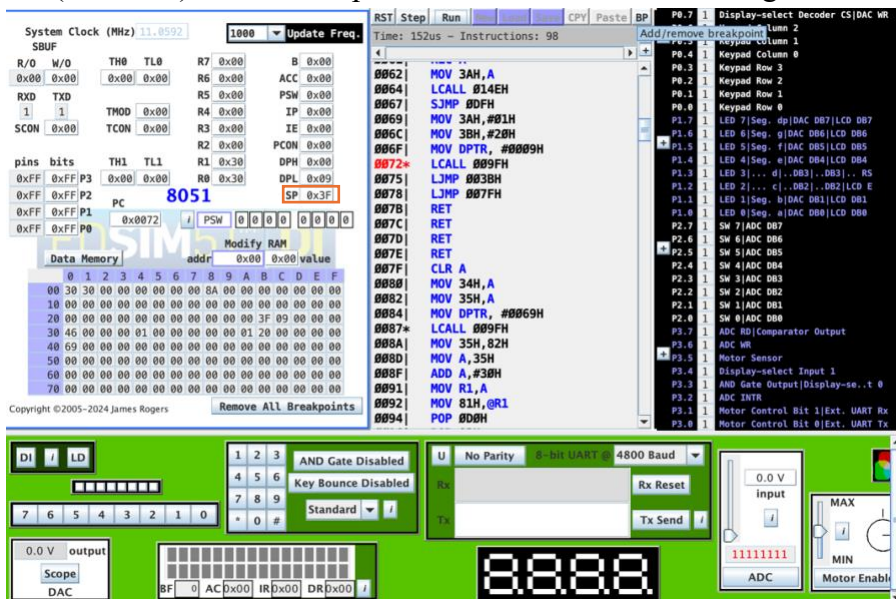 RST Step Run New Load Save CPY Paste BP
System Clock (MHz) 11.0592 1000 Update Freq.
Time: 152us - Instructions: 98
Add/remove breakpoint
SBUF
R/O W/O TH0 TL0 R7 0x00 B 0x00
0x00 0x00 0x00 0x00 R6 0x00 ACC 0x00
RXD TXD R5 0x00 PSW 0x00
1 1 TMOD 0x00 R4 0x00 IP 0x00
SCON 0x00 TCON 0x00 R3 0x00 IE 0x00
R2 0x00 PCON 0x00
pins bits TH1 TL1 R1 0x30 DPH 0x00
0xFF 0xFF P3 0x00 0x00 R0 0x30 DPL 0x09
0xFF 0xFF P2 PC 8051 SP 0x3F
0xFF 0xFF P1 0x0072 i PSW 0 0 0 0 0 0 0 0
0xFF 0xFF P0
Modify RAM
Data Memory addr 0x00 0x00 value
0 1 2 3 4 5 6 7 8 9 A B C D E F
00 30 30 00 00 00 00 00 00 8A 00 00 00 00 00 00 00
10 00 00 00 00 00 00 00 00 00 00 00 00 00 00 00 00
20 00 00 00 00 00 00 00 00 00 00 00 3F 09 00 00 00
30 46 00 00 00 01 00 00 00 00 00 01 20 00 00 00 00
40 69 00 00 00 00 00 00 00 00 00 00 00 00 00 00 00
50 00 00 00 00 00 00 00 00 00 00 00 00 00 00 00 00
60 00 00 00 00 00 00 00 00 00 00 00 00 00 00 00 00
70 00 00 00 00 00 00 00 00 00 00 00 00 00 00 00 00
Copyright ©2005-2024 James Rogers Remove All Breakpoints
0062| MOV 3AH,A
0064| LCALL 014EH
0067| SJMP 0DFH
0069| MOV 3AH,#01H
006C| MOV 3BH,#20H
006F| MOV DPTR, #0009H
0072* LCALL 009FH
0075| LJMP 003BH
0078| LJMP 007FH
007B| RET
007C| RET
007D| RET
007E| RET
007F| CLR A
0080| MOV 34H,A
0082| MOV 35H,A
0084| MOV DPTR, #0069H
0087* LCALL 009FH
008A| MOV 35H,82H
008D| MOV A,35H
008F| ADD A,#30H
0091| MOV R1,A
0092| MOV 81H,@R1
0094| POP 0D0H
P0.7 1 Display-select Decoder CS|DAC WR
Column 2
Keypad Column 1
P0.4 1 Keypad Column 0
P0.3 1 Keypad Row 3
P0.2 1 Keypad Row 2
P0.1 1 Keypad Row 1
P0.0 1 Keypad Row 0
P1.7 1 LED 7|Seg. dp|DAC DB7|LCD DB7
P1.6 1 LED 6|Seg. g|DAC DB6|LCD DB6
P1.5 1 LED 5|Seg. f|DAC DB5|LCD DB5
P1.4 1 LED 4|Seg. e|DAC DB4|LCD DB4
P1.3 1 LED 3|... d|..DB3|DB3|.. RS
P1.2 1 LED 2|... c|..DB2|..DB2|LCD E
P1.1 1 LED 1|Seg. b|DAC DB1|LCD DB1
P1.0 1 LED 0|Seg. a|DAC DB0|LCD DB0
P2.7 1 SW 7|ADC DB7
P2.6 1 SW 6|ADC DB6
P2.5 1 SW 5|ADC DB5
P2.4 1 SW 4|ADC DB4
P2.3 1 SW 3|ADC DB3
P2.2 1 SW 2|ADC DB2
P2.1 1 SW 1|ADC DB1
P2.0 1 SW 0|ADC DB0
P3.7 1 ADC RD|Comparator Output
P3.6 1 ADC WR
P3.5 1 Motor Sensor
P3.4 1 Display-select Input 1
P3.3 1 AND Gate Output|Display-se..t 0
P3.2 1 ADC INTR
P3.1 1 Motor Control Bit 1|Ext. UART Rx
P3.0 1 Motor Control Bit 0|Ext. UART Tx
DI i LD
7 6 5 4 3 2 1 0
0.0 V output
Scope
DAC
1 2 3
4 5 6
7 8 9
* 0 #
AND Gate Disabled
Key Bounce Disabled
Standard i
BF 0 AC 0x00 IR 0x00 DR 0x00 i
U No Parity 8-bit UART @ 4800 Baud
Rx Rx Reset
Tx Tx Send i
8.8.8.8.
0.0 V
input
i
11111111
ADC
MAX
i
MIN
Motor Enabl